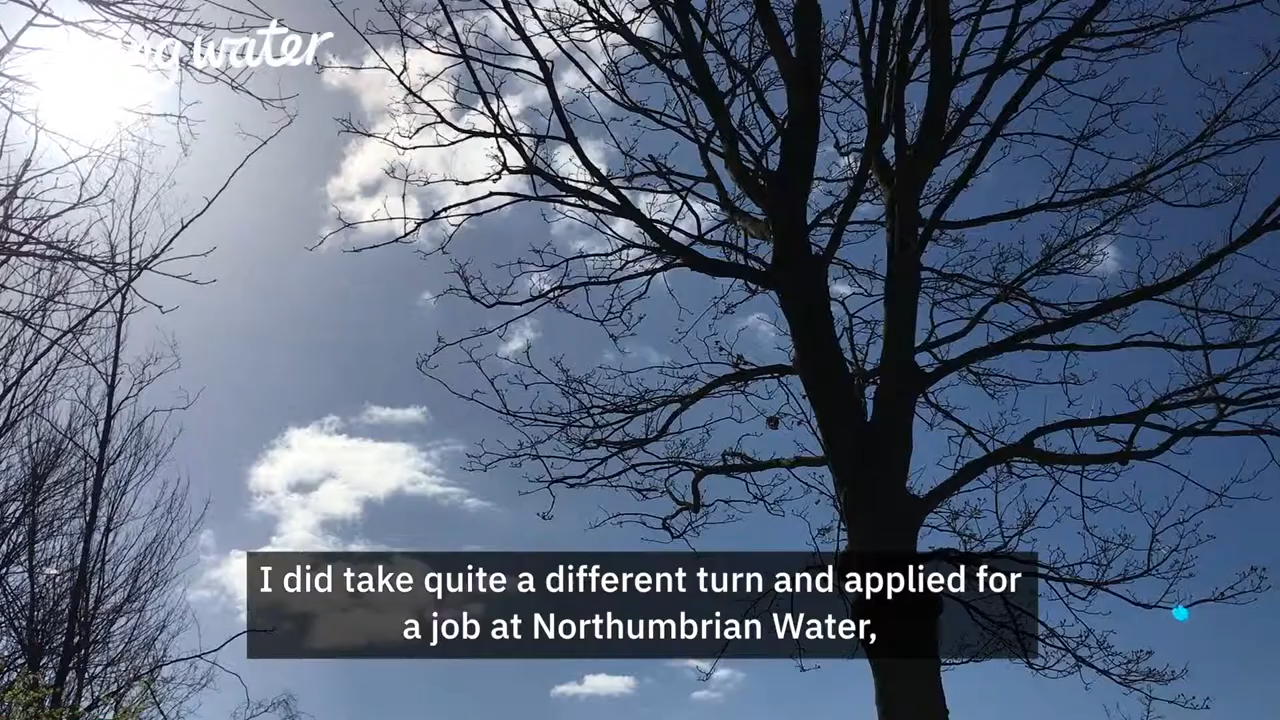 water
I did take quite a different turn and applied for
a job at Northumbrian Water,